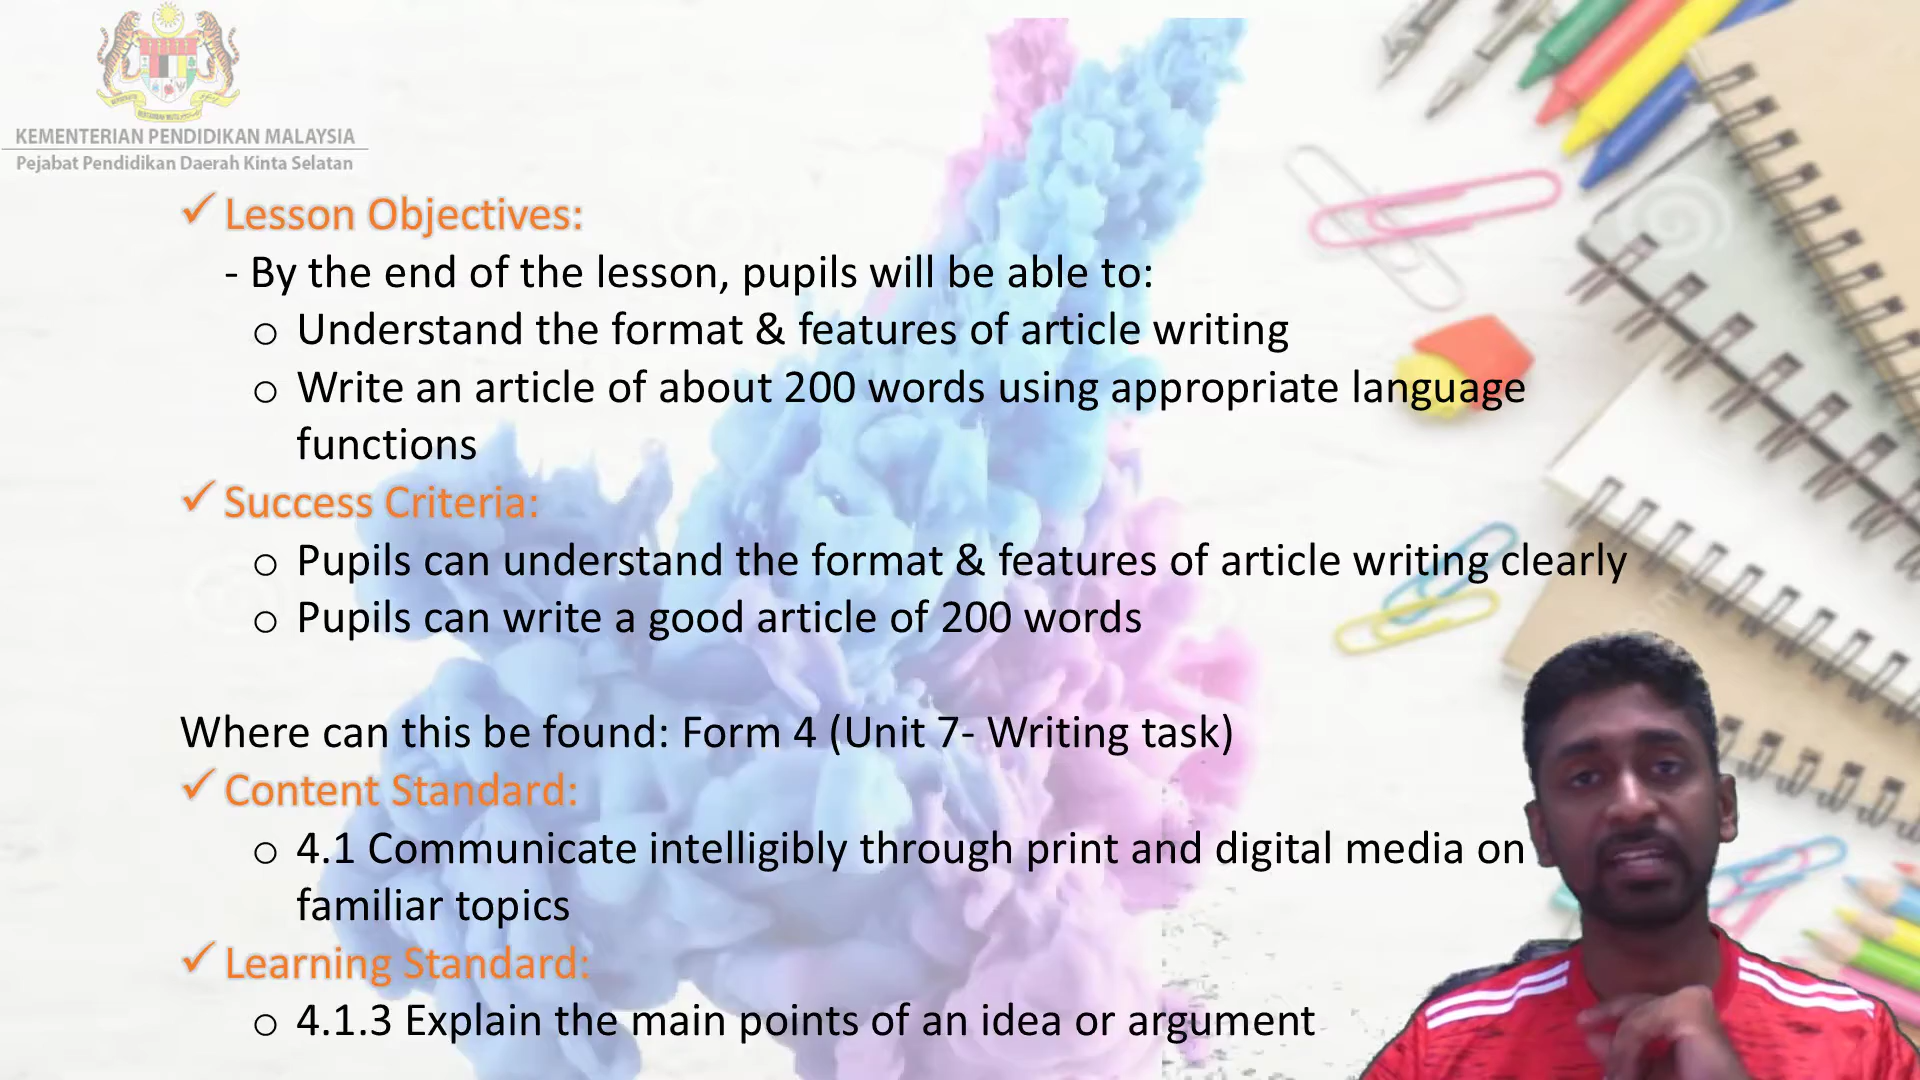 KEMENTERIAN PENDIDIKAN MALAYSIA
Pejabat Pendidikan Daerah Kinta Selatan
✓ Lesson Objectives:
- By the end of the lesson, pupils will be able to:
o Understand the format & features of article writing
o Write an article of about 200 words using appropriate language
functions
✓ Success Criteria:
o Pupils can understand the format & features of article writing clearly
o Pupils can write a good article of 200 words
Where can this be found: Form 4 (Unit 7- Writing task)
✓ Content Standard:
o 4.1 Communicate intelligibly through print and digital media on
familiar topics
✓ Learning Standard:
o 4.1.3 Explain the main points of an idea or argument